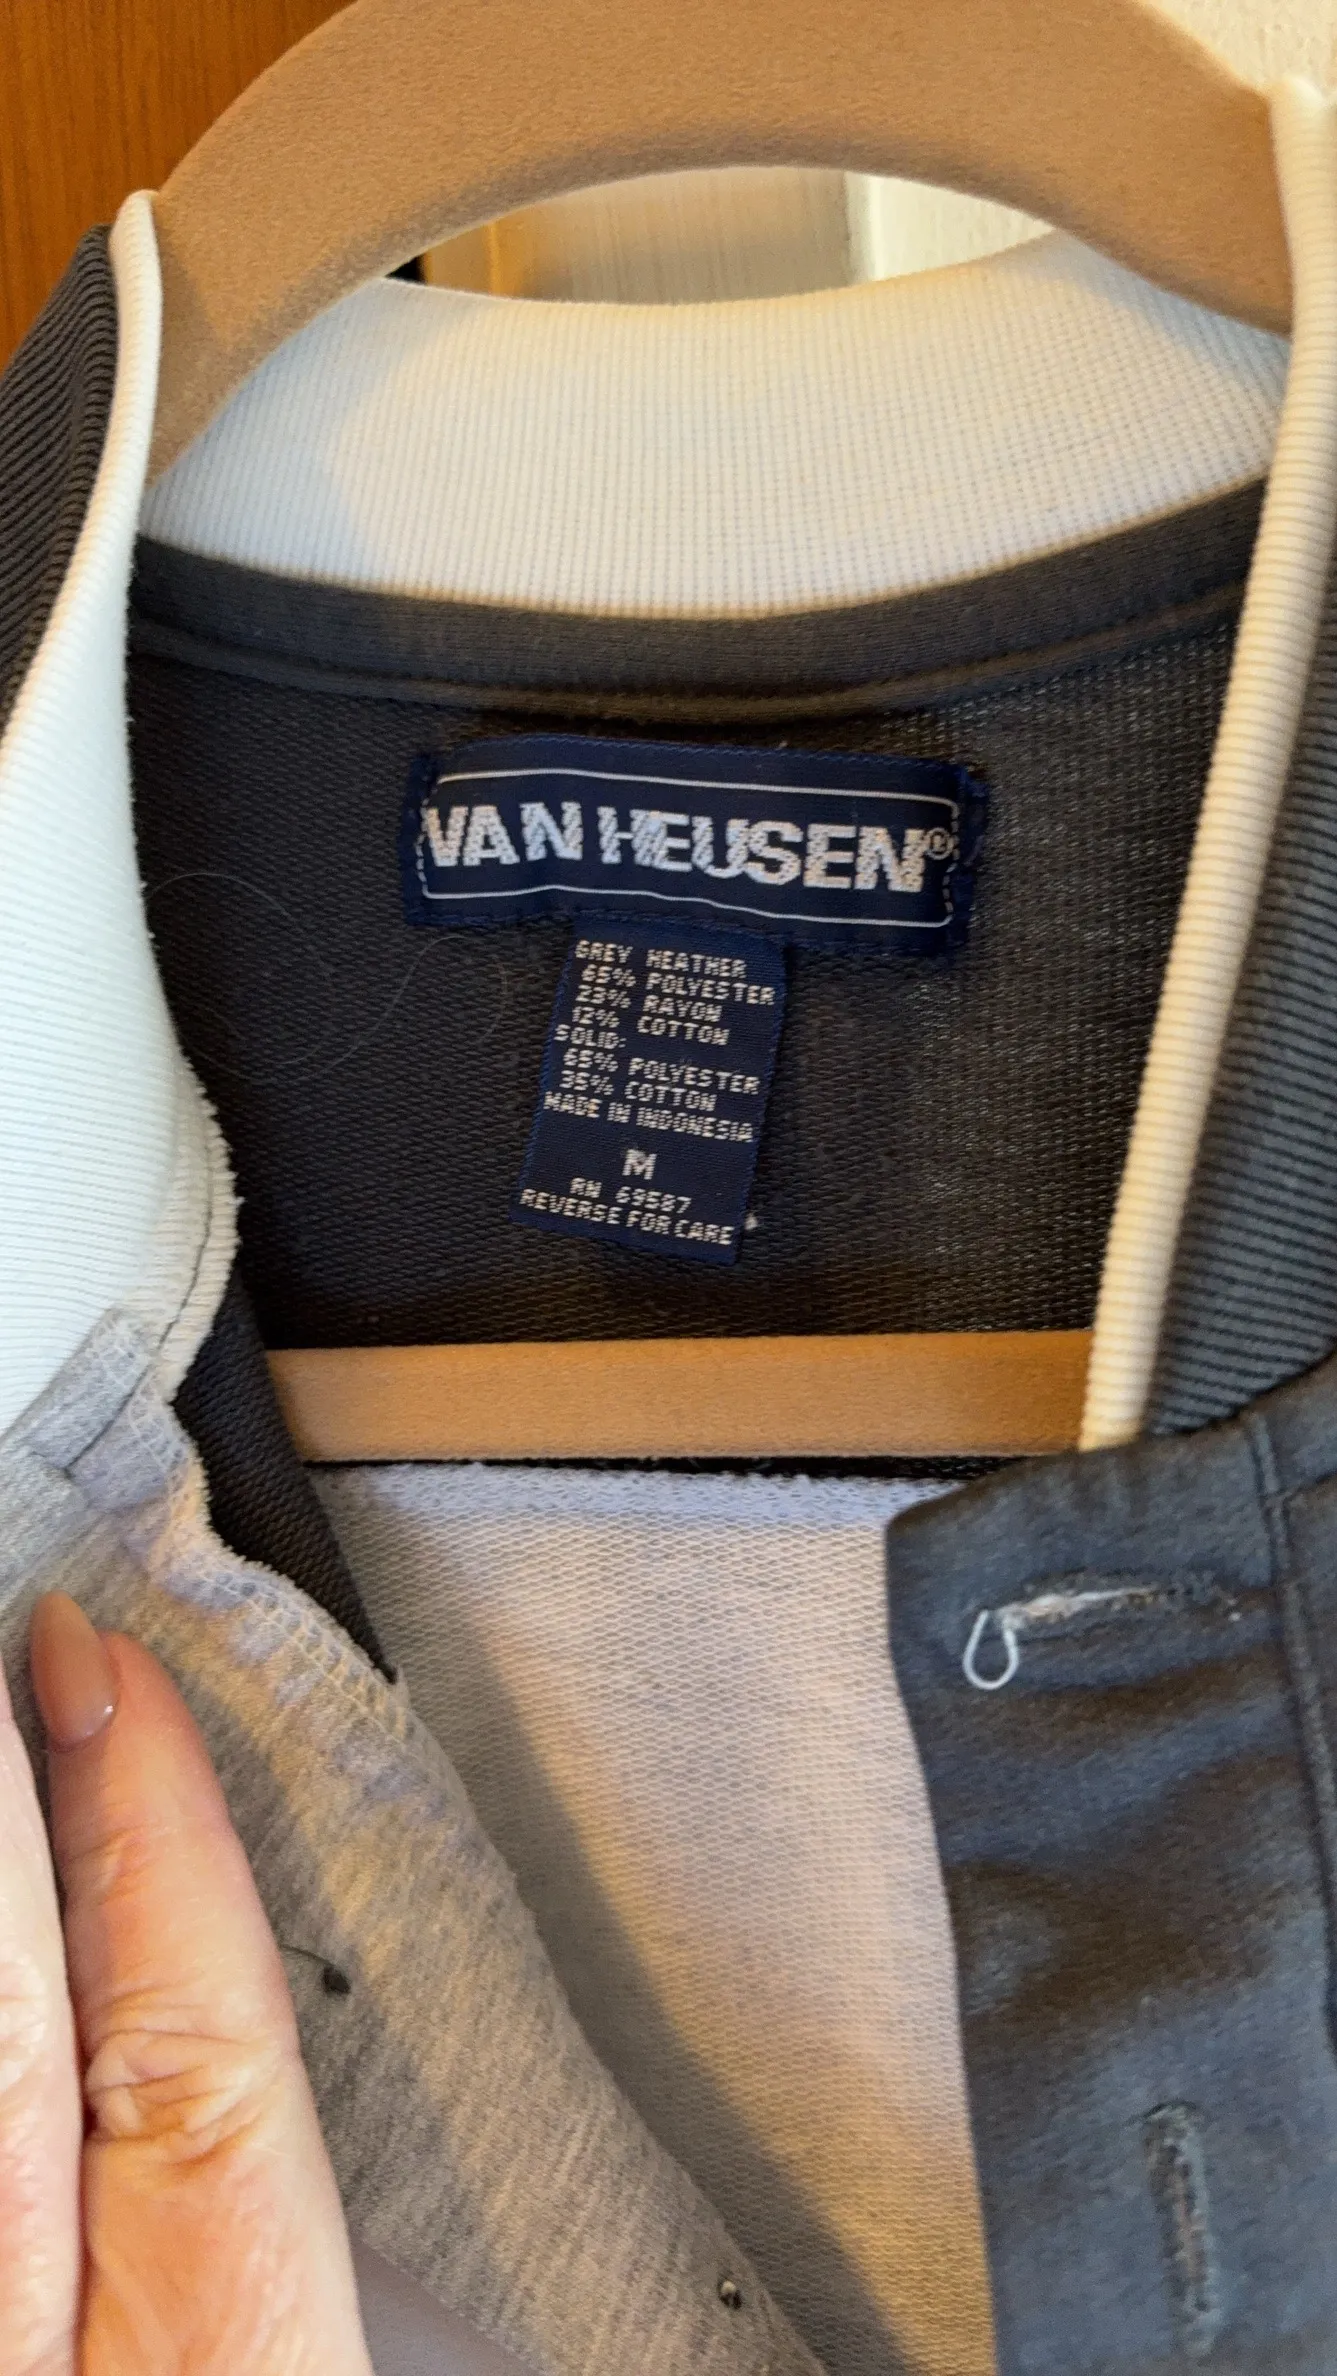 VAN HEUSEN®
GREY HEATHER
65% POLYESTER
23% RAYON
12% COTTON
SOLID:
65% POLYESTER
35% COTTON
MADE IN INDONESIA
M
RN 69587
REVERSE FOR CARE